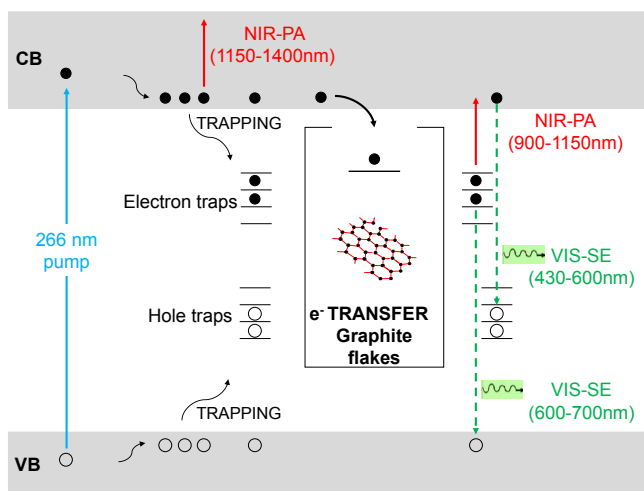 CB
NIR-PA
(1150-1400nm)
TRAPPING
NIR-PA
(900-1150nm)
Electron traps
266 nm
pump
VIS-SE
(430-600nm)
Hole traps
e- TRANSFER
Graphite
flakes
VIS-SE
(600-700nm)
TRAPPING
VB